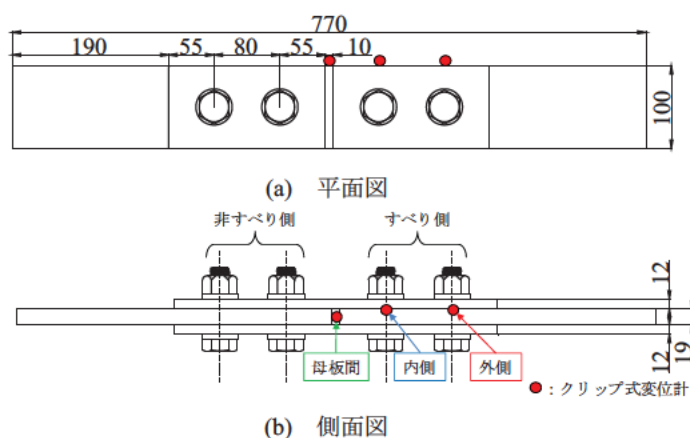 770
190 55 80 55 10
100
(a) 平面図
非すべり側 すべり側
12
19
12
母板間 内側 外側
:クリップ式変位計
(b) 側面図